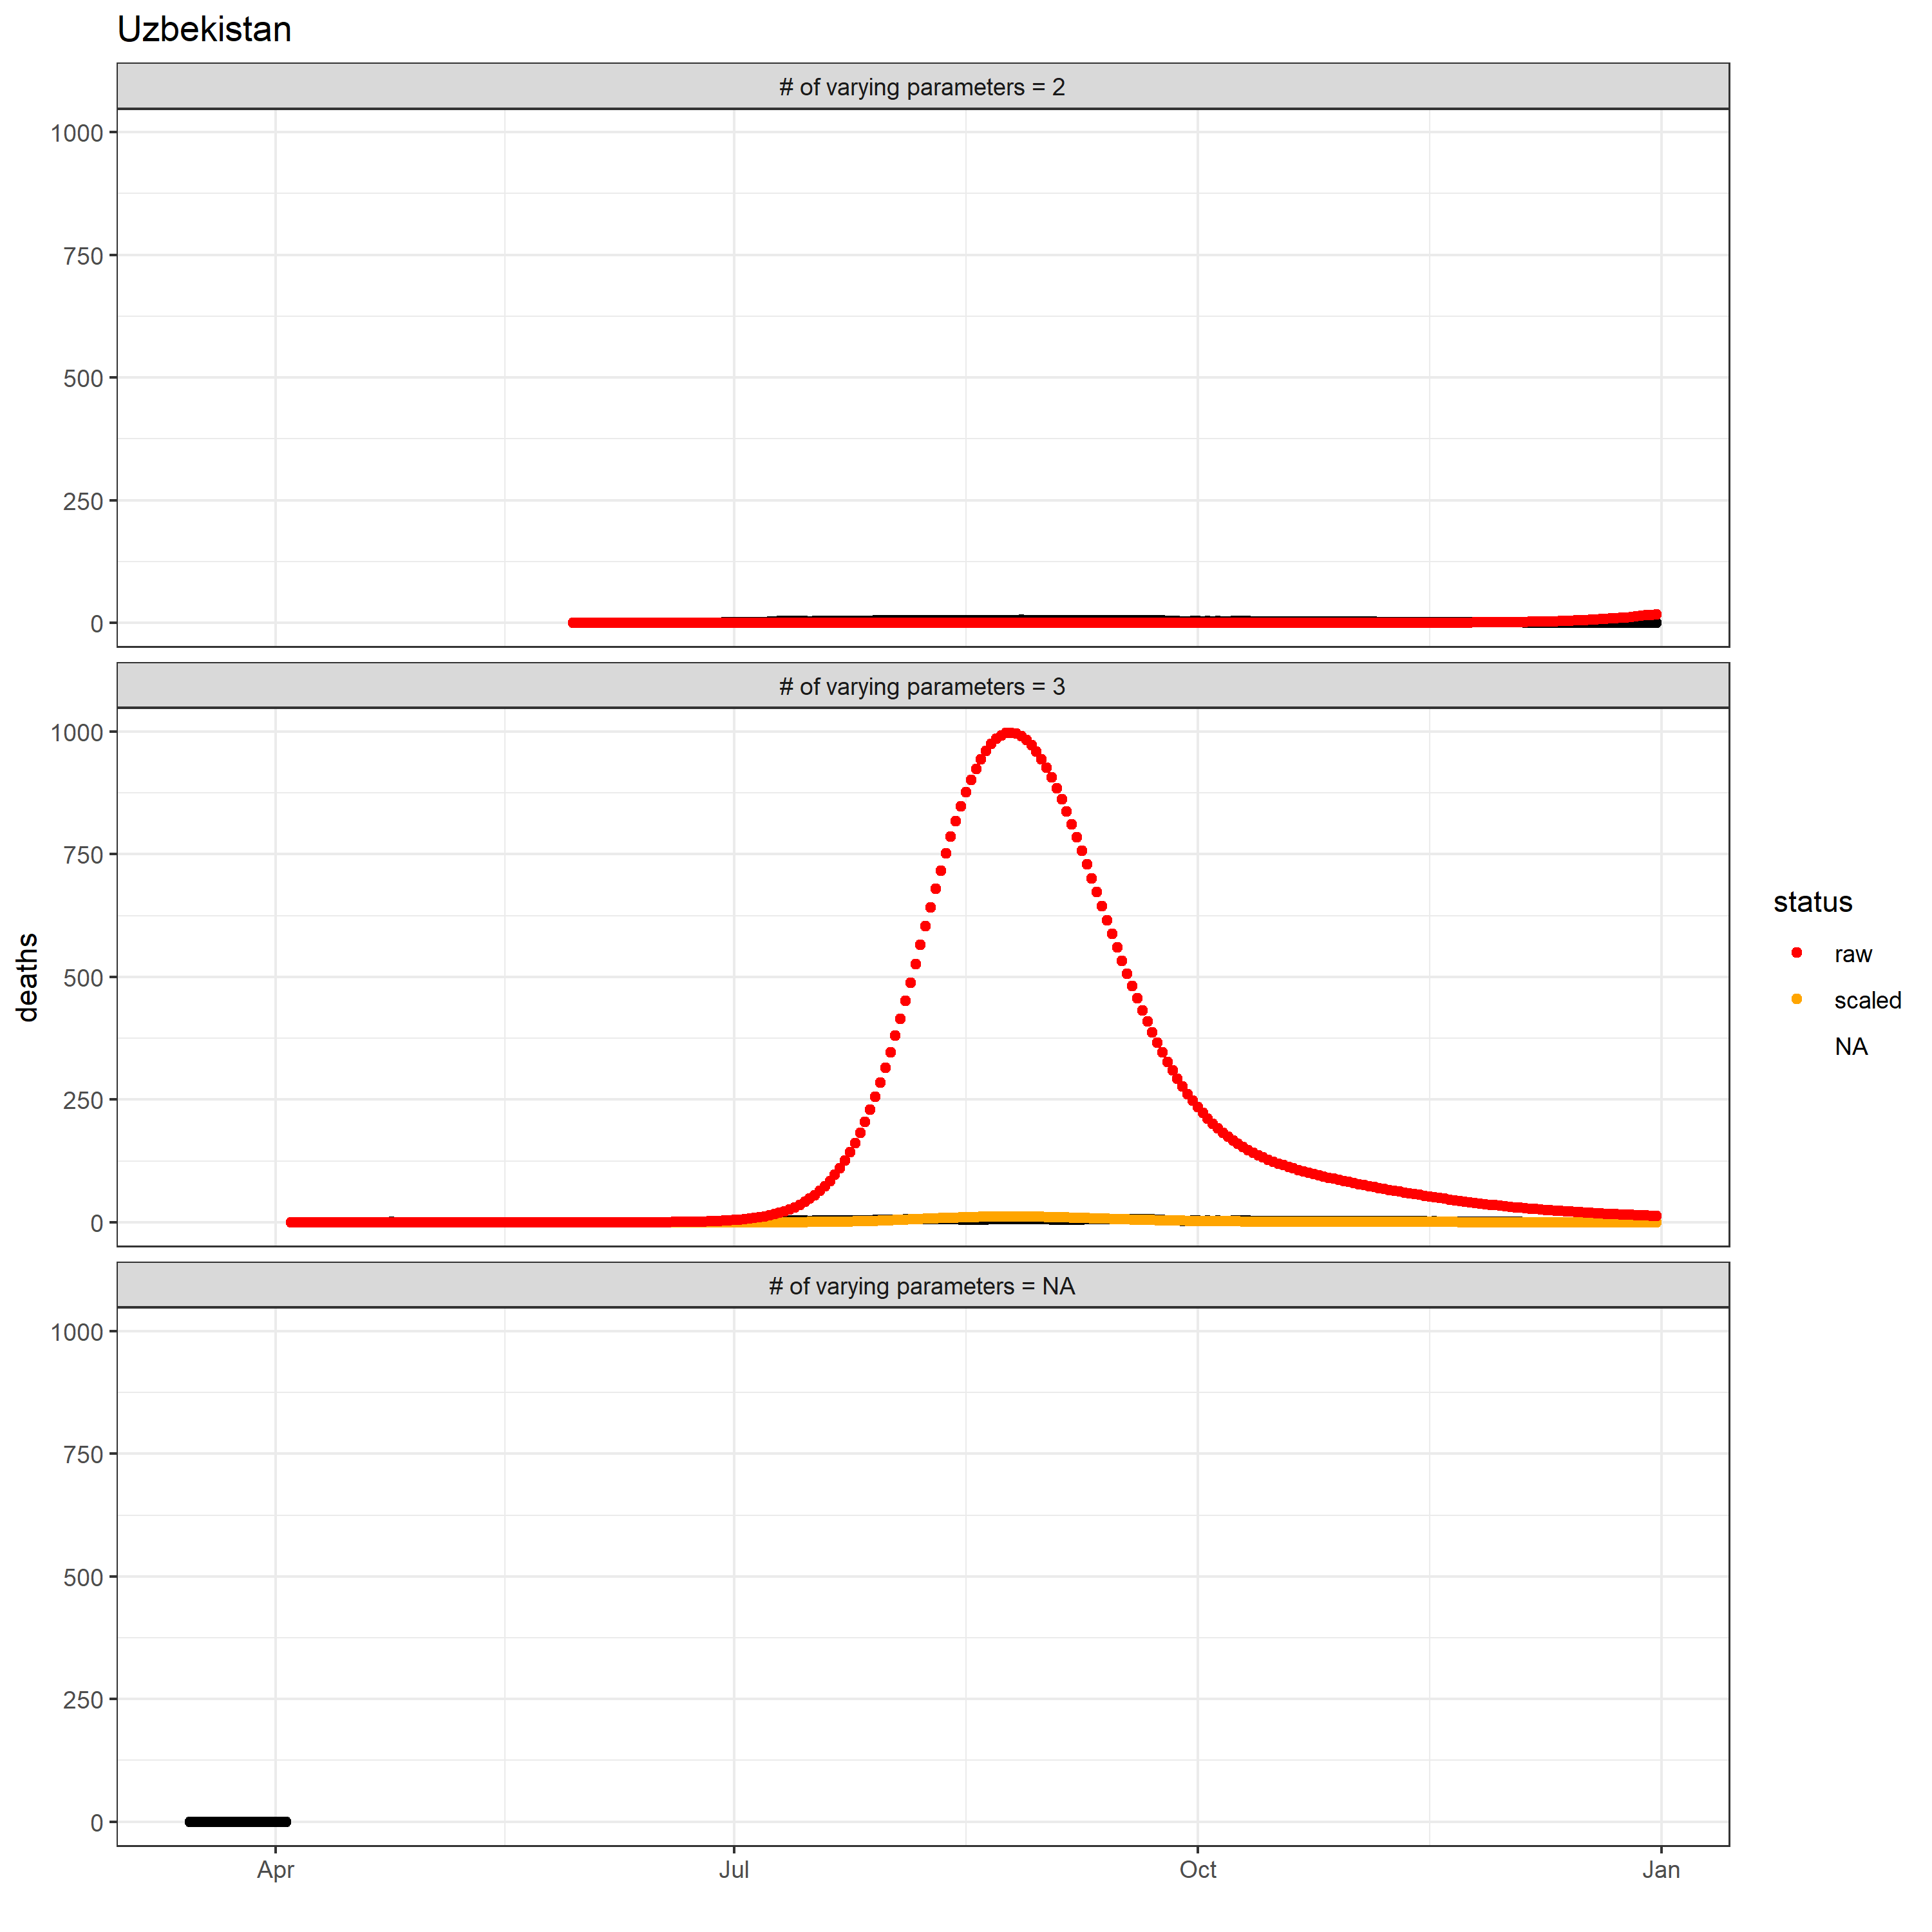 Uzbekistan
# of varying parameters = 2
1000
750
500
250
0
# of varying parameters = 3
1000
750
500
250
0
# of varying parameters = NA
1000
750
500
250
0
Apr Jul Oct Jan
deaths
status
raw
scaled
NA